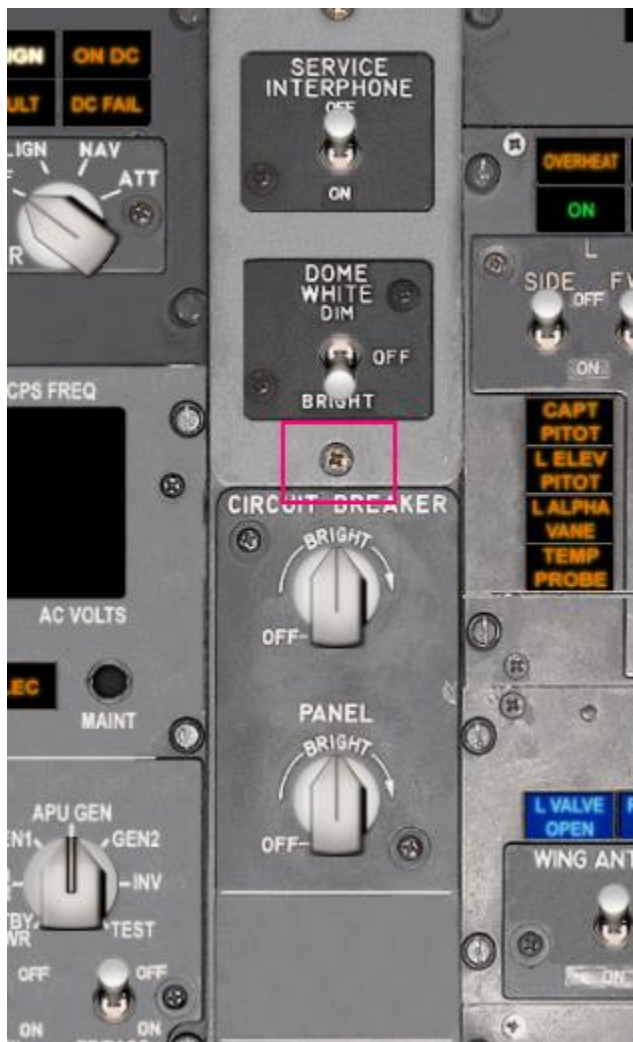 ON DC
DC FAIL
NAV
ATT
CPS FREQ
AC VOLTS
MAINT
APU GEN
GEN2
INV
TEST
OFF
OFF
ON
ON
SERVICE
INTERPHONE
OFF
ON
DOME
WHITE
DIM
OFF
BRIGHT
CIRCUIT BREAKER
BRIGHT
OFF
PANEL
BRIGHT
OFF
OVERHEAT
ON
L
SIDE
OFF
ON
CAPT
PITOT
L ELEV
PITOT
L ALPHA
VANE
TEMP
PROBE
L VALVE
OPEN
WING ANT
ON